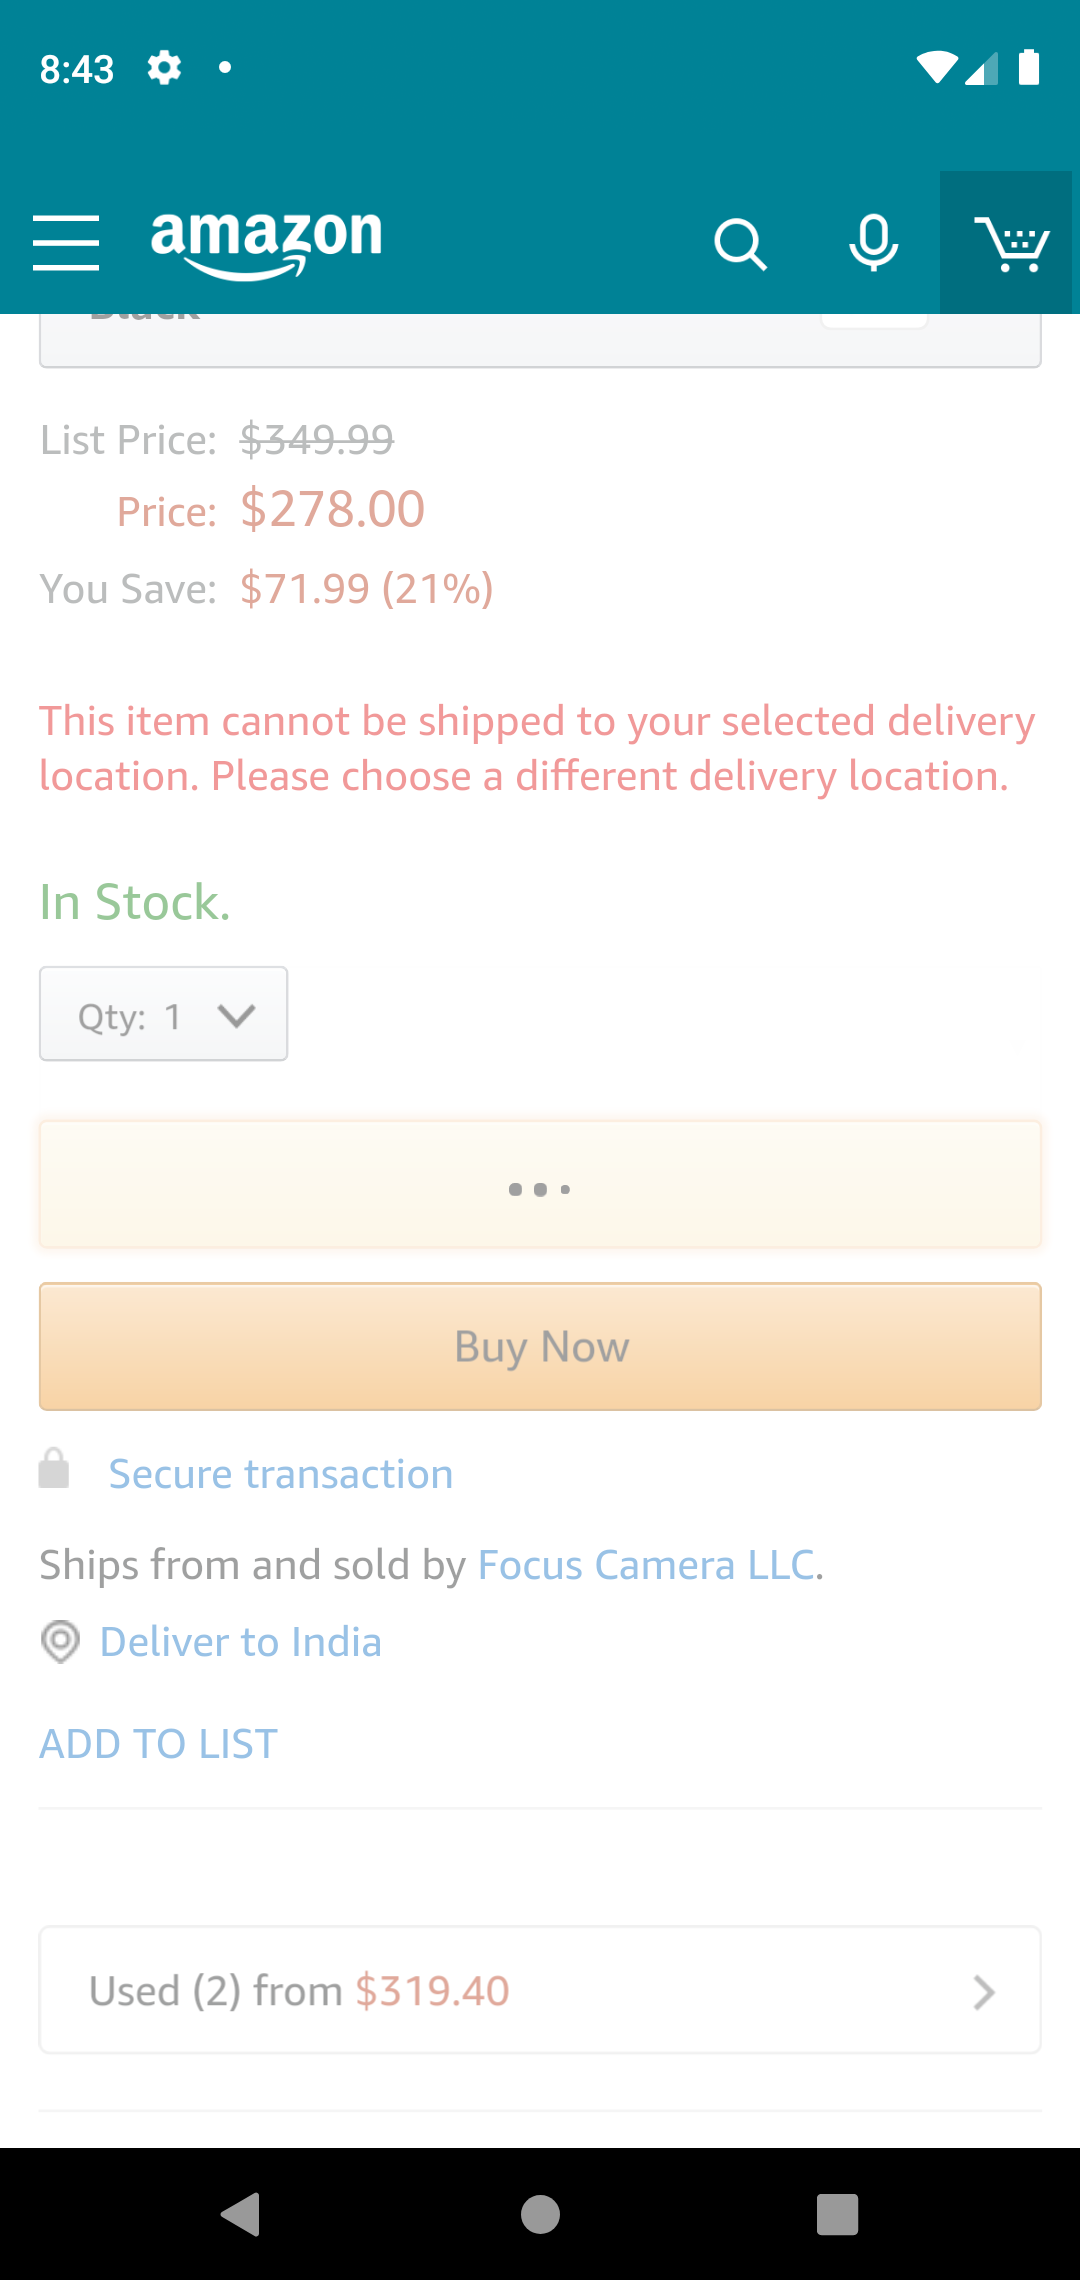 8:43
amazon
Black
List Price: $349.99
Price: $278.00
You Save: $71.99 (21%)
This item cannot be shipped to your selected delivery
location. Please choose a different delivery location.
In Stock.
Qty: 1
Buy Now
Secure transaction
Ships from and sold by Focus Camera LLC.
Deliver to India
ADD TO LIST
Used (2) from $319.40